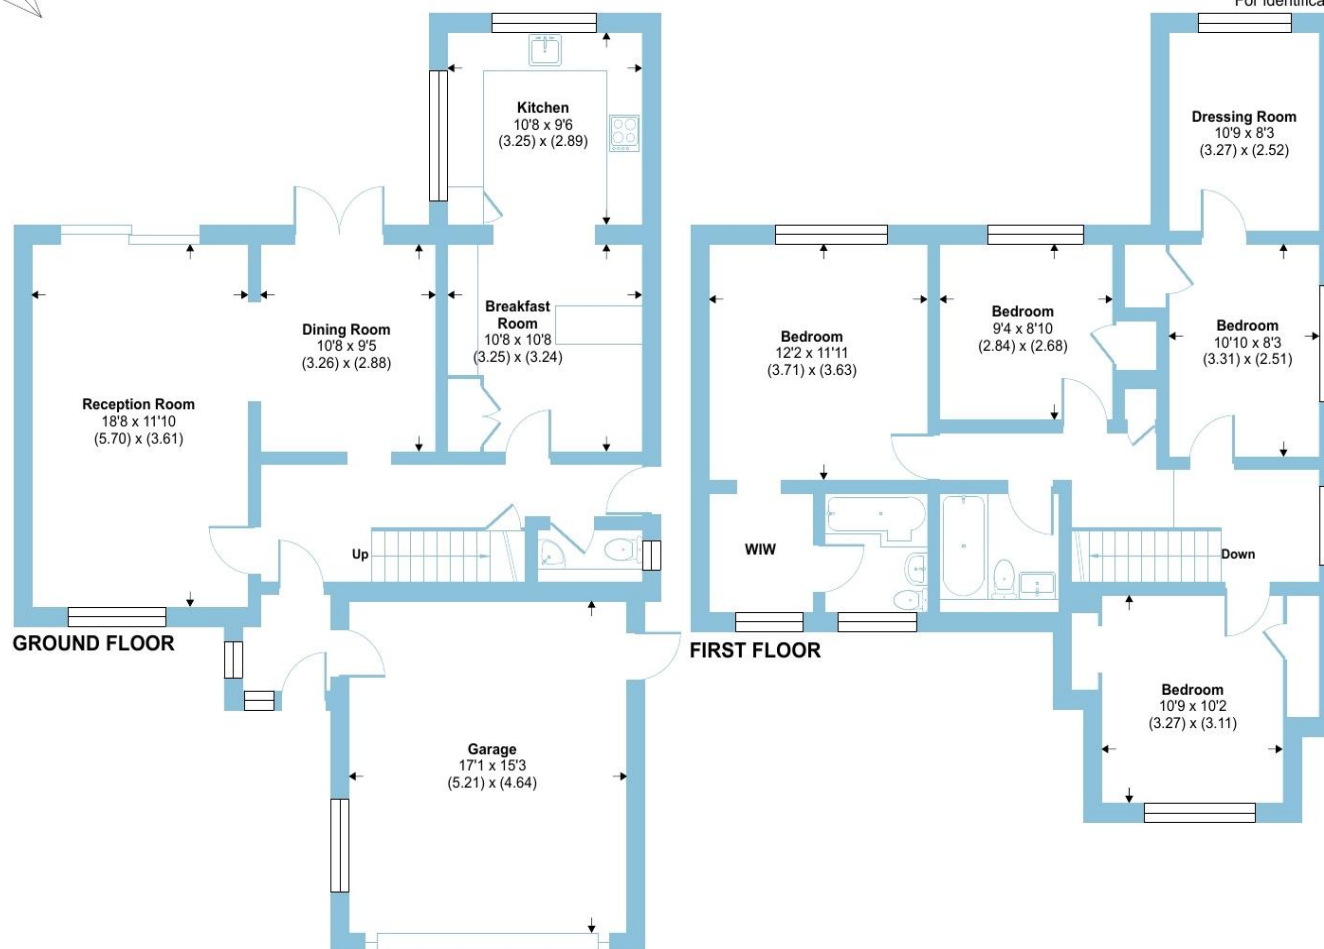 For identifica
Kitchen
10'8 x 9'6
(3.25) x (2.89)
Dressing Room
10'9 x 8'3
(3.27) x (2.52)
Breakfast
Room
10'8 x 10'8
(3.25) x (3.24)
Dining Room
10'8 x 9'5
(3.26) x (2.88)
Reception Room
18'8 x 11'10
(5.70) x (3.61)
Bedroom
12'2 x 11'11
(3.71) x (3.63)
Bedroom
9'4 x 8'10
(2.84) x (2.68)
Bedroom
10'10 x 8'3
(3.31) x (2.51)
Up
WIW
Down
GROUND FLOOR
FIRST FLOOR
Garage
17'1 x 15'3
(5.21) x (4.64)
Bedroom
10'9 x 10'2
(3.27) x (3.11)